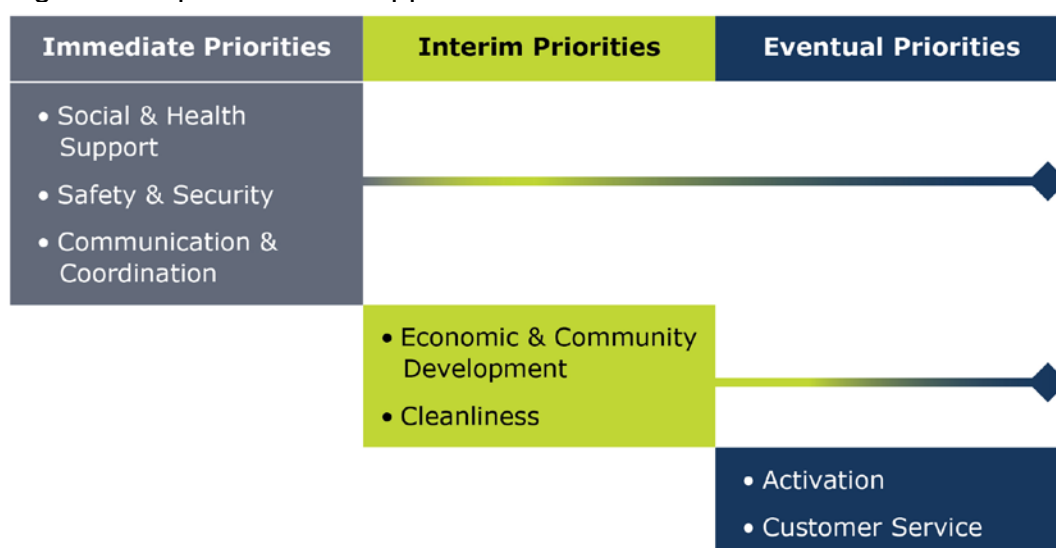 Immediate Priorities
Interim Priorities
Eventual Priorities
• Social & Health
Support
• Safety & Security
• Communication &
Coordination
• Economic & Community
Development
• Cleanliness
• Activation
• Customer Service